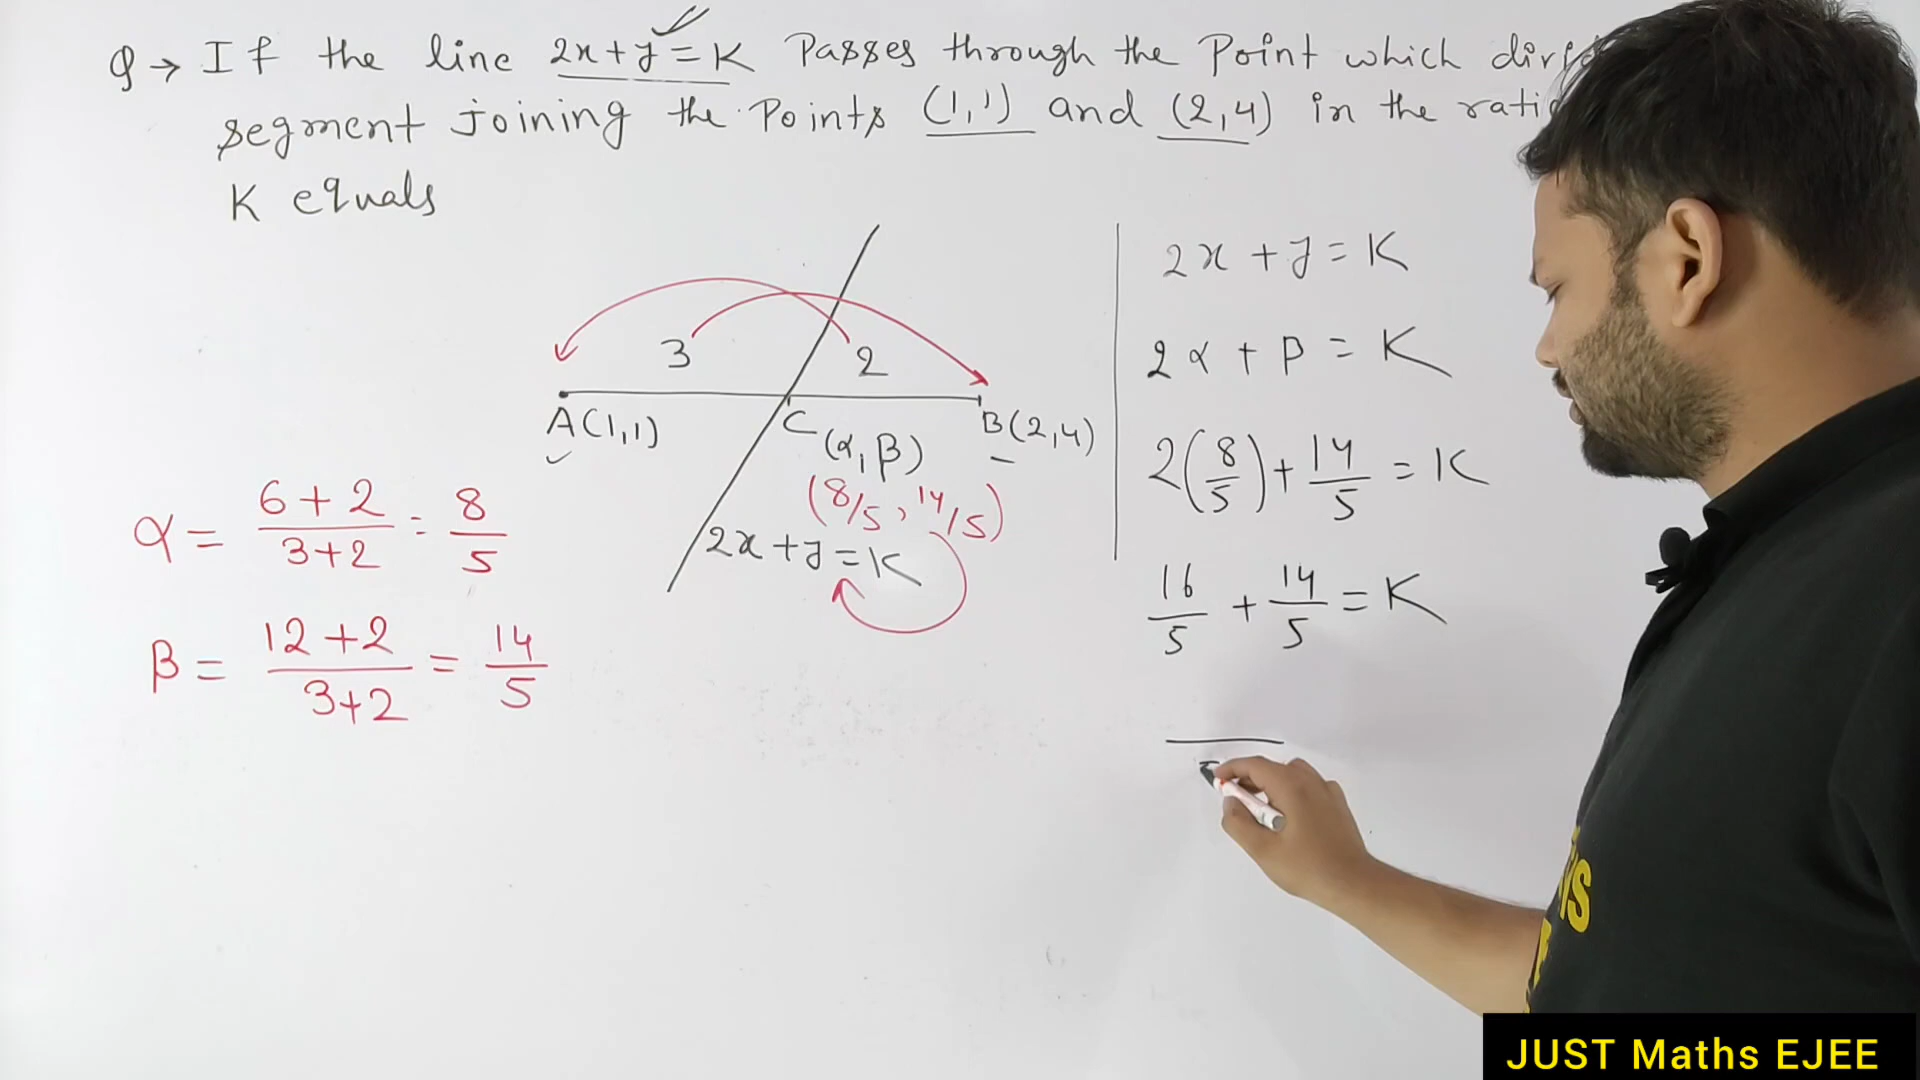 Q → If the line 2x+y=K Passes through the Point which
segment joining the Points (1,1) and (2,4) in the
K equals
2x+y=K
3 2
2α+β=K
A(1,1) C(α,β) B(2,4)
2(8/5)+14/5=K
(8/5, 14/5)
α = 6+2/3+2 = 8/5
2x+y=K
16/5+14/5=K
β = 12+2/3+2 = 14/5
JUST Maths EJEE